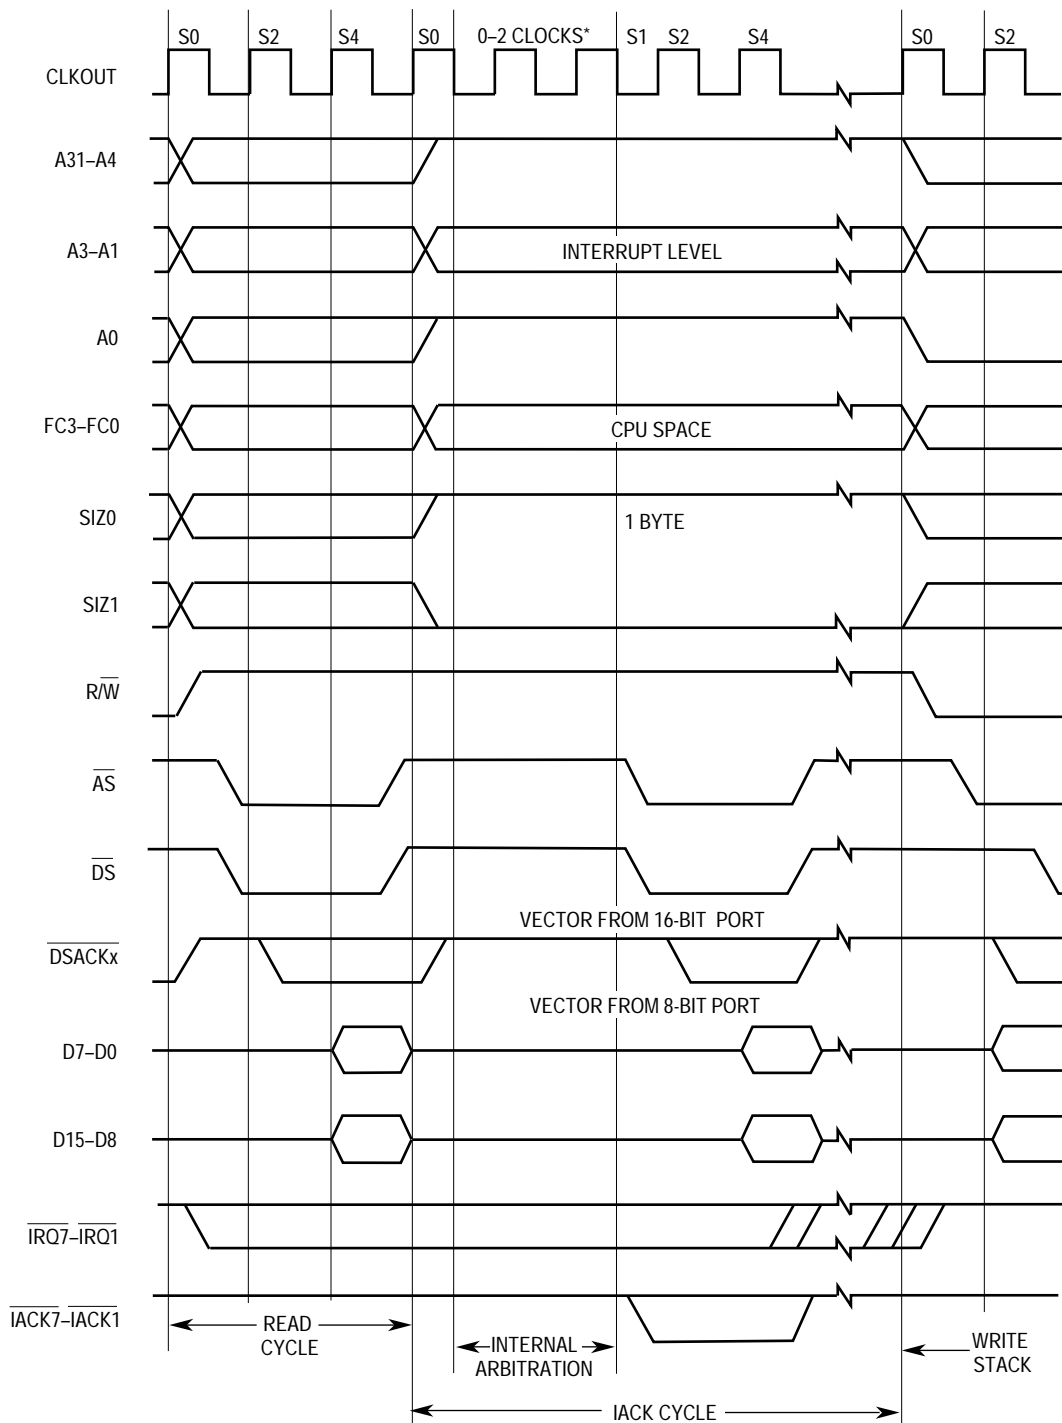 S0 S2 S4 S0 0–2 CLOCKS* S1 S2 S4 S0 S2
CLKOUT
A31–A4
A3–A1 INTERRUPT LEVEL
A0
FC3–FC0 CPU SPACE
SIZ0 1 BYTE
SIZ1
R/W
AS
DS
VECTOR FROM 16-BIT PORT
DSACKx
VECTOR FROM 8-BIT PORT
D7–D0
D15–D8
IRQ7–IRQ1
IACK7–IACK1
READ
CYCLE
INTERNAL
ARBITRATION
WRITE
STACK
IACK CYCLE